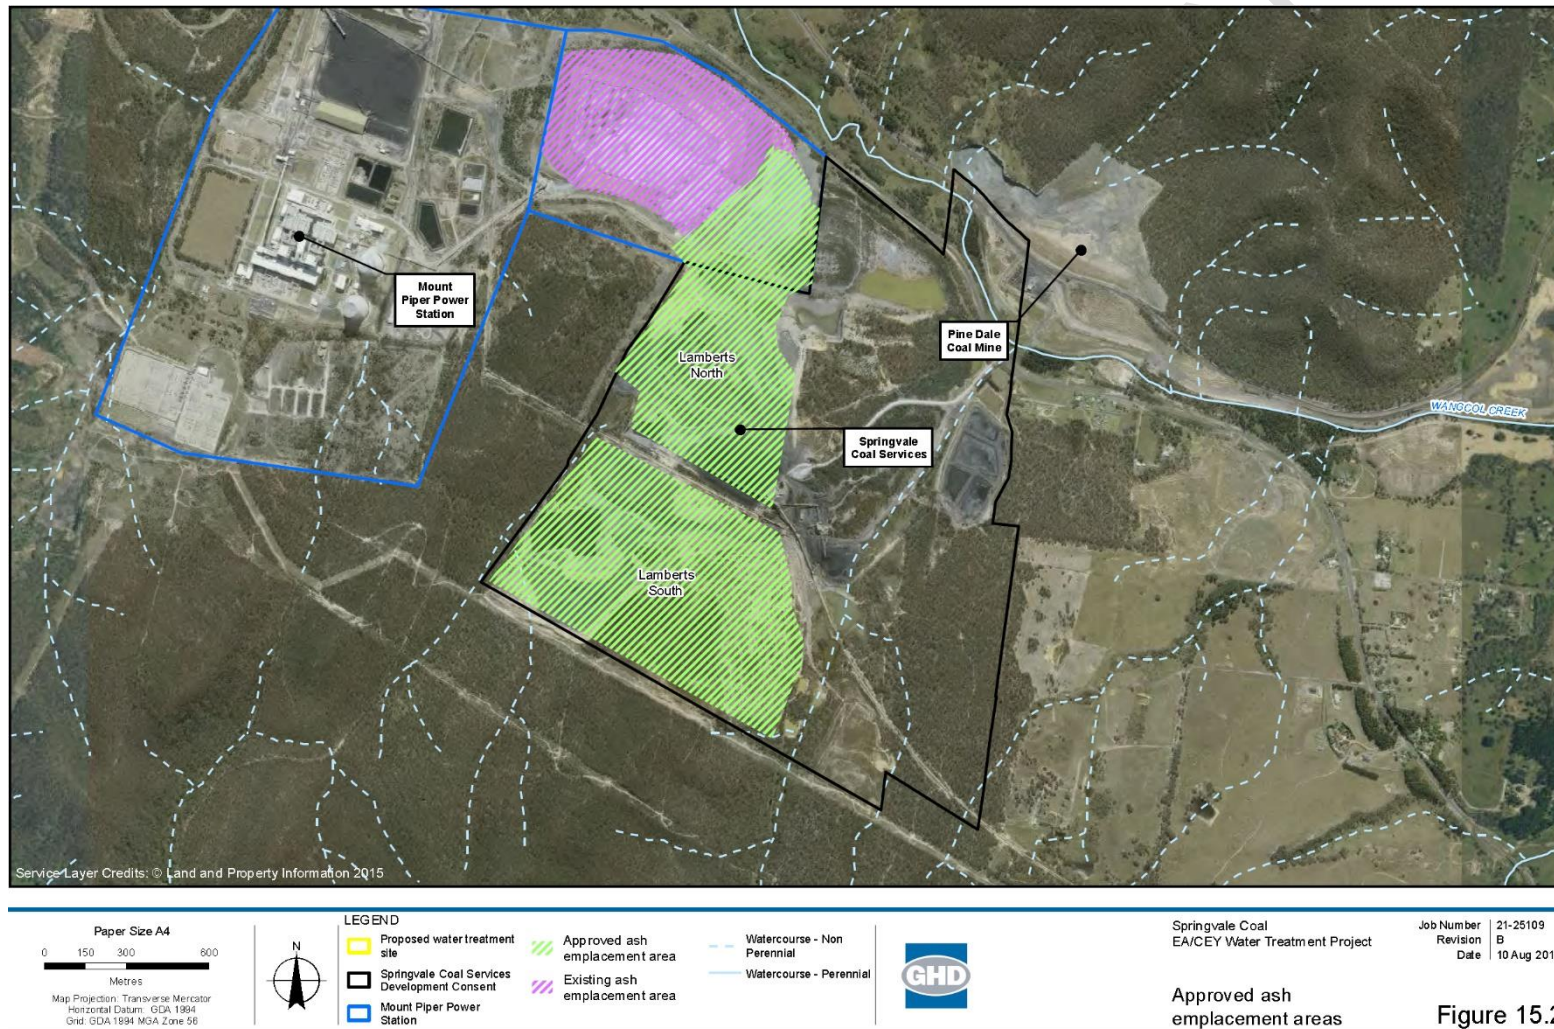 Mount
Piper Power
Station
Pine Dale
Coal Mine
Lamberts
North
WANGCOL CREEK
Springvale
Coal Services
Lamberts
South
Service Layer Credits: © Land and Property Information 2015
Paper Size A4
0 150 300 600
Metres
Map Projection: Transverse Mercator
Horizontal Datum: GDA 1994
Grid: GDA 1994 MGA Zone 56
N
LEGEND
Proposed water treatment
site
Springvale Coal Services
Development Consent
Mount Piper Power
Station
Approved ash
emplacement area
Existing ash
emplacement area
Watercourse - Non
Perennial
Watercourse - Perennial
GHD
Springvale Coal
EA/CEY Water Treatment Project
Approved ash
emplacement areas
Job Number 21-25109
Revision B
Date 10 Aug 201
Figure 15.2